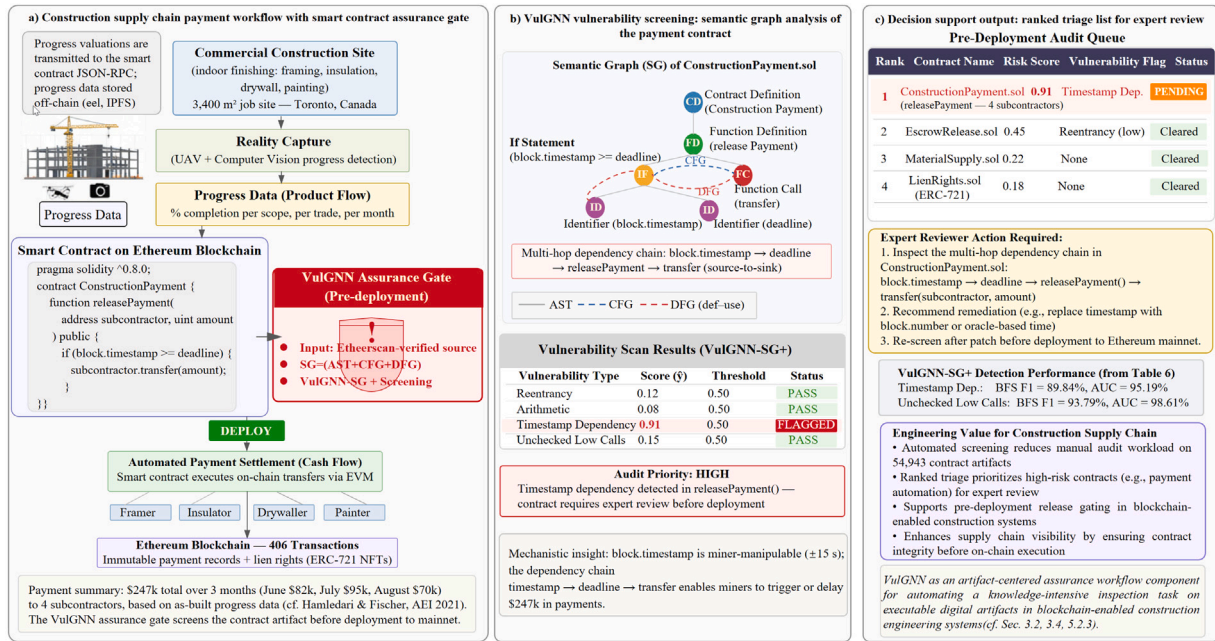 a) Construction supply chain payment workflow with smart contract assurance gate
Progress valuations are
transmitted to the smart
contract JSON-RPC;
progress data stored
off-chain (eel, IPFS)
Commercial Construction Site
(indoor finishing: framing, insulation,
drywall, painting)
3,400 m² job site — Toronto, Canada
Reality Capture
(UAV + Computer Vision progress detection)
Progress Data (Product Flow)
% completion per scope, per trade, per month
Progress Data
Smart Contract on Ethereum Blockchain
pragma solidity ^0.8.0;
contract ConstructionPayment {
function releasePayment(
address subcontractor, uint amount
) public {
if (block.timestamp >= deadline) {
subcontractor.transfer(amount);
}
}}
VulGNN Assurance Gate
(Pre-deployment)
!
● Input: Etheerscan-verified source
● SG=(AST+CFG+DFG)
● VulGNN-SG + Screening
DEPLOY
Automated Payment Settlement (Cash Flow)
Smart contract executes on-chain transfers via EVM
Framer
Insulator
Drywaller
Painter
Ethereum Blockchain — 406 Transactions
Immutable payment records + lien rights (ERC-721 NFTs)
Payment summary: $247k total over 3 months (June $82k, July $95k, August $70k)
to 4 subcontractors, based on as-built progress data (cf. Hamledari & Fischer, AEI 2021).
The VulGNN assurance gate screens the contract artifact before deployment to mainnet.
b) VulGNN vulnerability screening: semantic graph analysis of
the payment contract
Semantic Graph (SG) of ConstructionPayment.sol
CD
Contract Definition
(Construction Payment)
FD
Function Definition
(release Payment)
If Statement
(block.timestamp >= deadline)
CFG
IF
FC
DFG
Function Call
(transfer)
ID
ID
Identifier (block.timestamp)
Identifier (deadline)
Multi-hop dependency chain: block.timestamp → deadline
→ releasePayment → transfer (source-to-sink)
AST
CFG
DFG (def–use)
Vulnerability Scan Results (VulGNN-SG+)
Vulnerability Type Score (ŷ) Threshold Status
Reentrancy 0.12 0.50 PASS
Arithmetic 0.08 0.50 PASS
Timestamp Dependency 0.91 0.50 FLAGGED
Unchecked Low Calls 0.15 0.50 PASS
Audit Priority: HIGH
Timestamp dependency detected in releasePayment() —
contract requires expert review before deployment
Mechanistic insight: block.timestamp is miner-manipulable (±15 s);
the dependency chain
timestamp → deadline → transfer enables miners to trigger or delay
$247k in payments.
c) Decision support output: ranked triage list for expert review
Pre-Deployment Audit Queue
Rank Contract Name Risk Score Vulnerability Flag Status
1 ConstructionPayment.sol 0.91 Timestamp Dep. PENDING
(releasePayment — 4 subcontractors)
2 EscrowRelease.sol 0.45 Reentrancy (low) Cleared
3 MaterialSupply.sol 0.22 None Cleared
4 LienRights.sol 0.18 None Cleared
(ERC-721)
Expert Reviewer Action Required:
1. Inspect the multi-hop dependency chain in
ConstructionPayment.sol:
block.timestamp → deadline → releasePayment() →
transfer(subcontractor, amount)
2. Recommend remediation (e.g., replace timestamp with
block.number or oracle-based time)
3. Re-screen after patch before deployment to Ethereum mainnet.
VulGNN-SG+ Detection Performance (from Table 6)
Timestamp Dep.: BFS F1 = 89.84%, AUC = 95.19%
Unchecked Low Calls: BFS F1 = 93.79%, AUC = 98.61%
Engineering Value for Construction Supply Chain
• Automated screening reduces manual audit workload on
54,943 contract artifacts
• Ranked triage prioritizes high-risk contracts (e.g., payment
automation) for expert review
• Supports pre-deployment release gating in blockchain-
enabled construction systems
• Enhances supply chain visibility by ensuring contract
integrity before on-chain execution
VulGNN as an artifact-centered assurance workflow component
for automating a knowledge-intensive inspection task on
executable digital artifacts in blockchain-enabled construction
engineering systems(cf. Sec. 3.2, 3.4, 5.2.3).